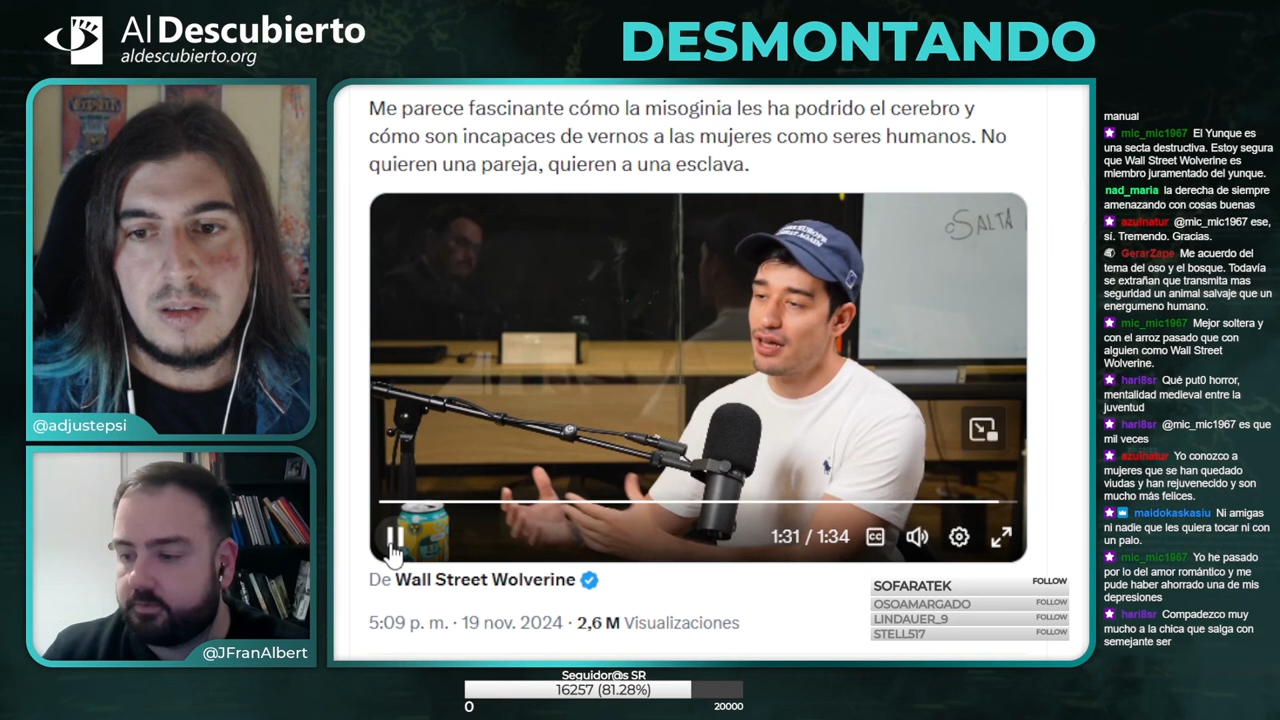 Al Descubierto
aldescubierto.org
DESMONTANDO
@adjustepsi
@JFranAlbert
Me parece fascinante cómo la misoginia les ha podrido el cerebro y
cómo son incapaces de vernos a las mujeres como seres humanos. No
quieren una pareja, quieren a una esclava.
SALTA
1:31 / 1:34
CC
De Wall Street Wolverine
5:09 p. m. · 19 nov. 2024 · 2,6 M Visualizaciones
SOFARATEK FOLLOW
OSOAMARGADO FOLLOW
LINDAUER_9 FOLLOW
STELL517 FOLLOW
Seguidor@s SR
16257 (81.28%)
0
20000
manual
mic_mic1967 El Yunque es
una secta destructiva. Estoy segura
que Wall Street Wolverine es
miembro juramentado del yunque.
nad_maria la derecha de siempre
amenazando con cosas buenas
azulnatur @mic_mic1967 ese,
sí. Tremendo. Gracias.
GerarZape Me acuerdo del
tema del oso y el bosque. Todavía
se extrañan que transmita mas
seguridad un animal salvaje que un
energumeno humano.
mic_mic1967 Mejor soltera y
con el arroz pasado que con
alguien como Wall Street
Wolverine.
hari8sr Qué put0 horror,
mentalidad medieval entre la
juventud
hari8sr @mic_mic1967 es que
mil veces
azulnatur Yo conozco a
mujeres que se han quedado
viudas y han rejuvenecido y son
mucho más felices.
maidokaskasiu Ni amigas
ni nadie que les quiera tocar ni con
un palo.
mic_mic1967 Yo he pasado
por lo del amor romántico y me
pude haber ahorrado una de mis
depresiones
hari8sr Compadezco muy
mucho a la chica que salga con
semejante ser